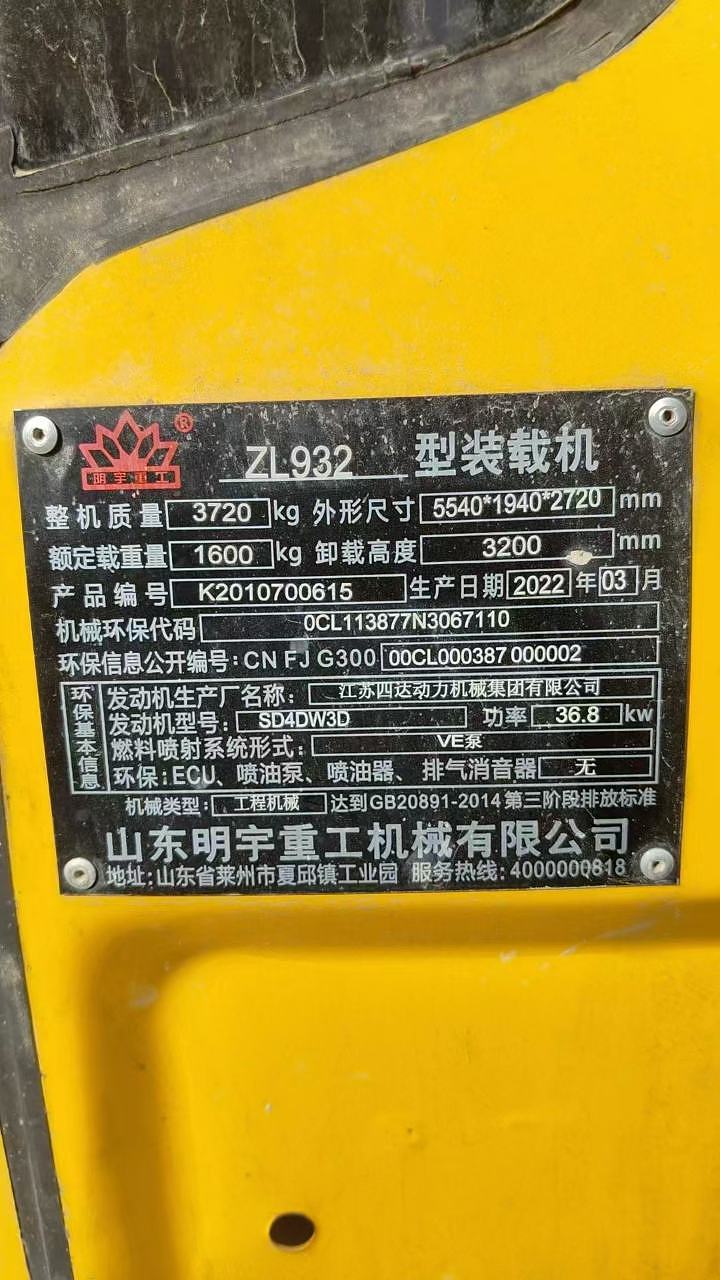 明宇重工® ZL932 型装载机
整机质量 3720 kg 外形尺寸 5540*1940*2720 mm
额定载重量 1600 kg 卸载高度 3200 mm
产品编号 K2010700615 生产日期 2022 年 03 月
机械环保代码 0CL113877N3067110
环保信息公开编号: CN FJ G300 00CL000387 000002
环保基本信息
发动机生产厂名称: 江苏四达动力机械集团有限公司
发动机型号: SD4DW3D 功率 36.8 kw
燃料喷射系统形式: VE泵
环保:ECU、喷油泵、喷油器、排气消音器 无
机械类型: 工程机械 达到GB20891-2014第三阶段排放标准
山东明宇重工机械有限公司
地址:山东省莱州市夏邱镇工业园 服务热线:4000000818